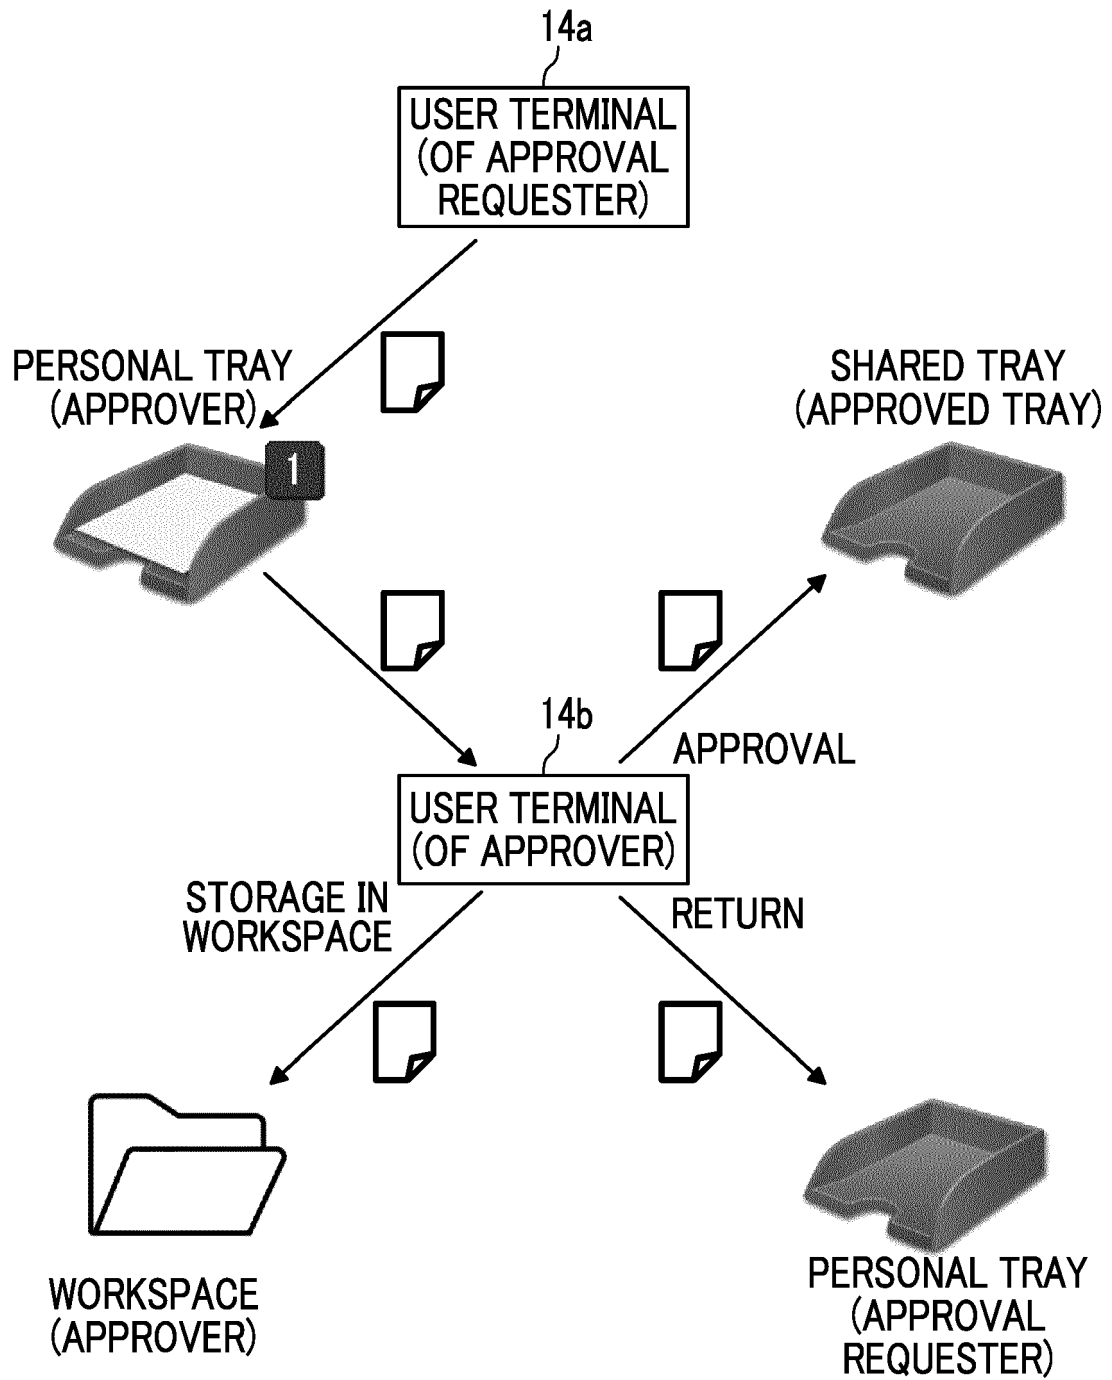 14a
USER TERMINAL
(OF APPROVAL
REQUESTER)
PERSONAL TRAY
(APPROVER)
1
SHARED TRAY
(APPROVED TRAY)
14b
APPROVAL
USER TERMINAL
(OF APPROVER)
STORAGE IN
WORKSPACE
RETURN
WORKSPACE
(APPROVER)
PERSONAL TRAY
(APPROVAL
REQUESTER)